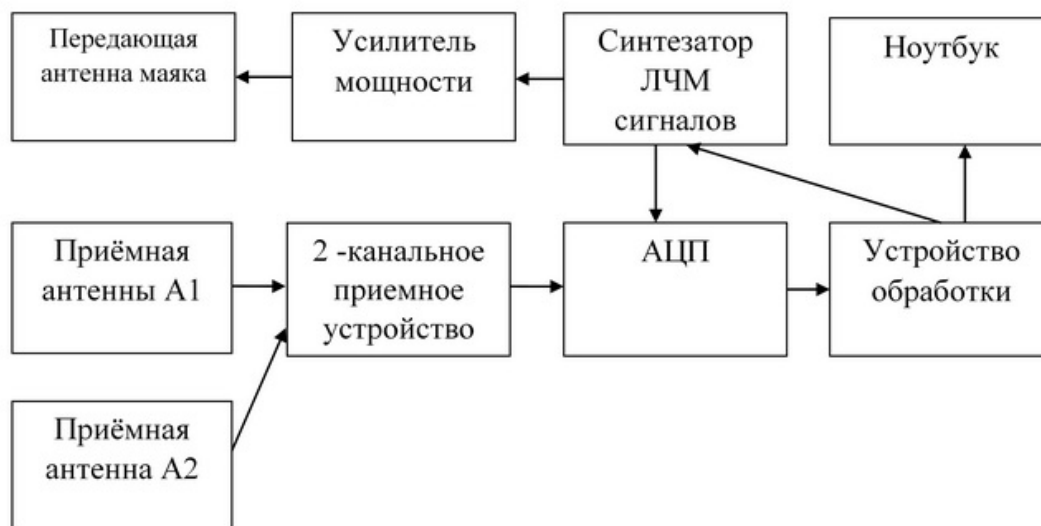 Передающая
антенна маяка
Усилитель
мощности
Синтезатор
ЛЧМ
сигналов
Ноутбук
Приёмная
антенны А1
2 -канальное
приемное
устройство
АЦП
Устройство
обработки
Приёмная
антенна А2